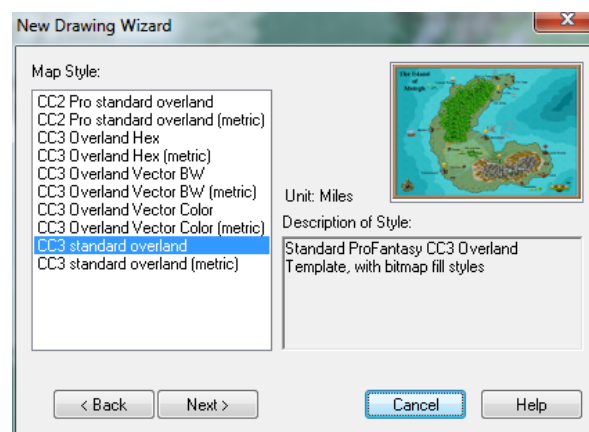 New Drawing Wizard
Map Style:
CC2 Pro standard overland
CC2 Pro standard overland (metric)
CC3 Overland Hex
CC3 Overland Hex (metric)
CC3 Overland Vector BW
CC3 Overland Vector BW (metric)
CC3 Overland Vector Color
CC3 Overland Vector Color (metric)
CC3 standard overland
CC3 standard overland (metric)
The Island
of
Unit: Miles
Description of Style:
Standard ProFantasy CC3 Overland
Template, with bitmap fill styles
< Back
Next >
Cancel
Help